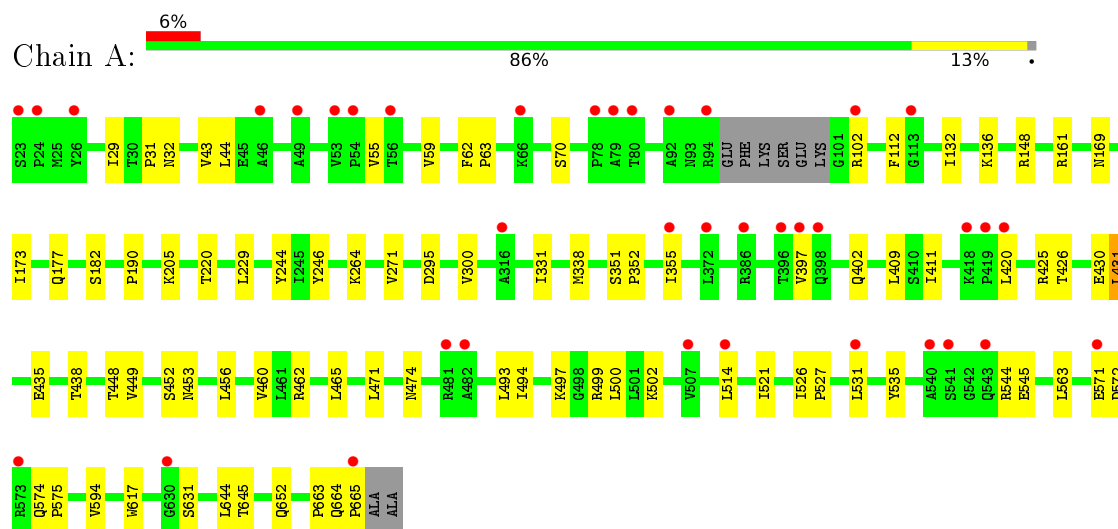 6%
Chain A:
86%
13%
S23 P24 M25 Y26 I29 T30 P31 N32 V43 L44 E45 A46 A49 V53 P54 V55 T56 V59 F62 P63 K66 S70 P78 A79 T80 A92 N93 R94 GLU PHE LYS SER GLU LYS G101 R102 F112 G113 I132 K136 R148 R161 N169
I173 Q177 S182 P190 K205 T220 L229 Y244 I245 Y246 K264 V271 D295 V300 A316 I331 M338 S351 P352 I355 L372 R386 T396 V397 Q398 Q402 L409 S410 I411 K418 P419 L420 R425 T426 E430 L431
E435 T438 T448 V449 S452 N453 L456 V460 L461 R462 L465 L471 N474 R481 A482 L493 I494 K497 G498 R499 L500 L501 K502 V507 L514 I521 I526 P527 L531 Y535 A540 S541 G542 Q543 R544 E545 L563 E571 D572
R573 Q574 P575 V594 W617 G630 S631 L644 T645 Q652 P663 Q664 P665 ALA ALA